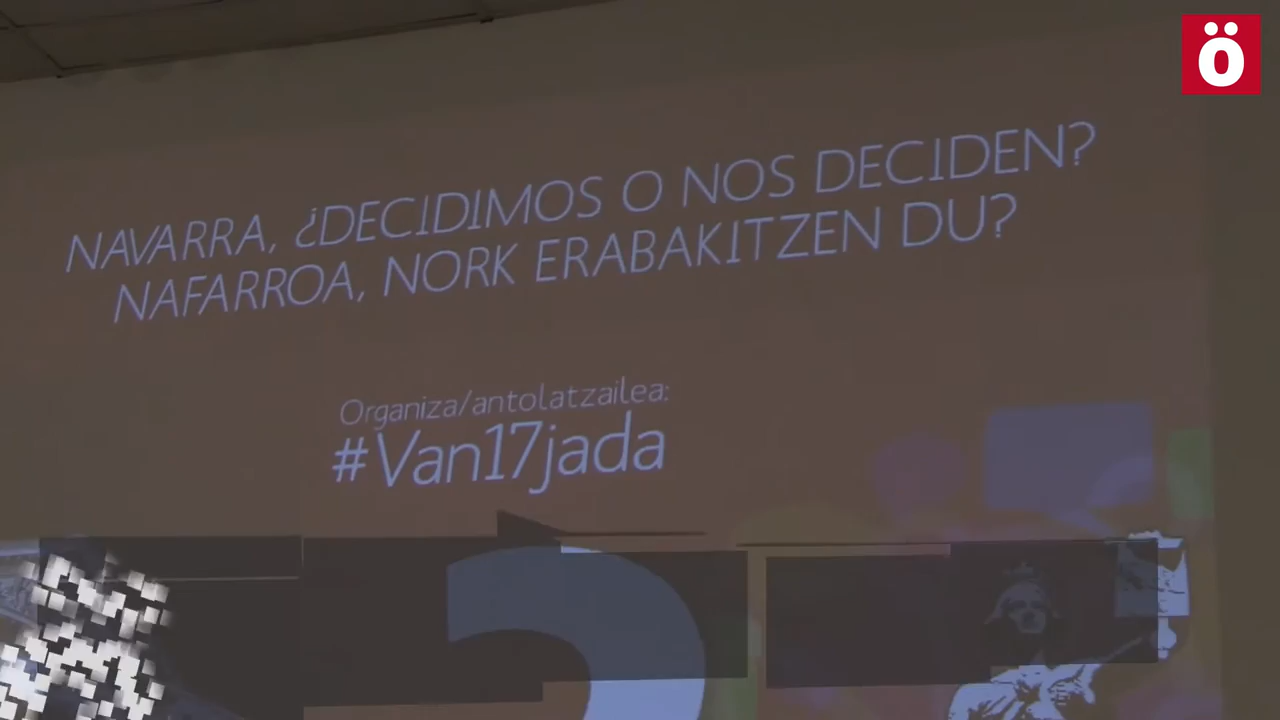 Ö
NAVARRA, ¿DECIDIMOS O NOS DECIDEN?
NAFARROA, NORK ERABAKITZEN DU?
Organiza/antolatzailea:
#Van17jada
?